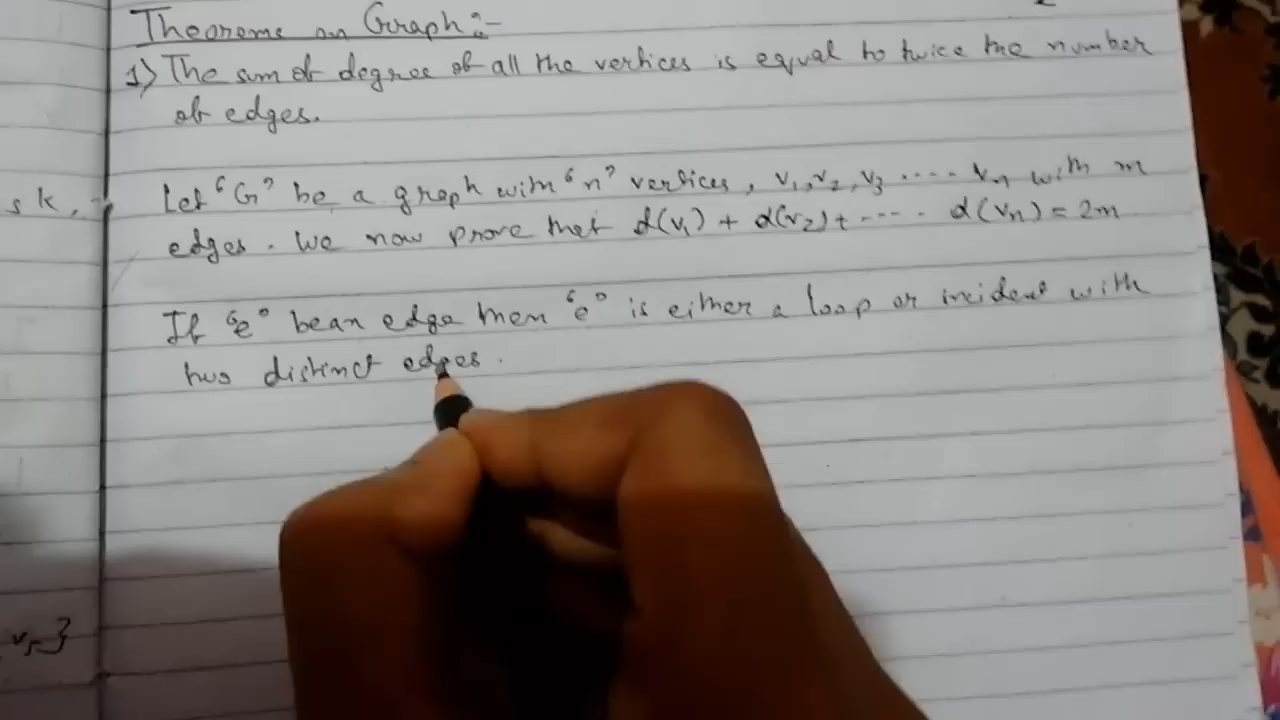 Theorems on Graph:-
1) The sum of degree of all the vertices is equal to twice the number
of edges.
sk,
Let "G" be a graph with "n" vertices, v₁, v₂, v₃ ..... vₙ with m
edges. We now prove that d(v₁) + d(v₂) + ..... d(vₙ) = 2m
If "e" be an edge then "e" is either a loop or incident with
two distinct edges.
v₅}